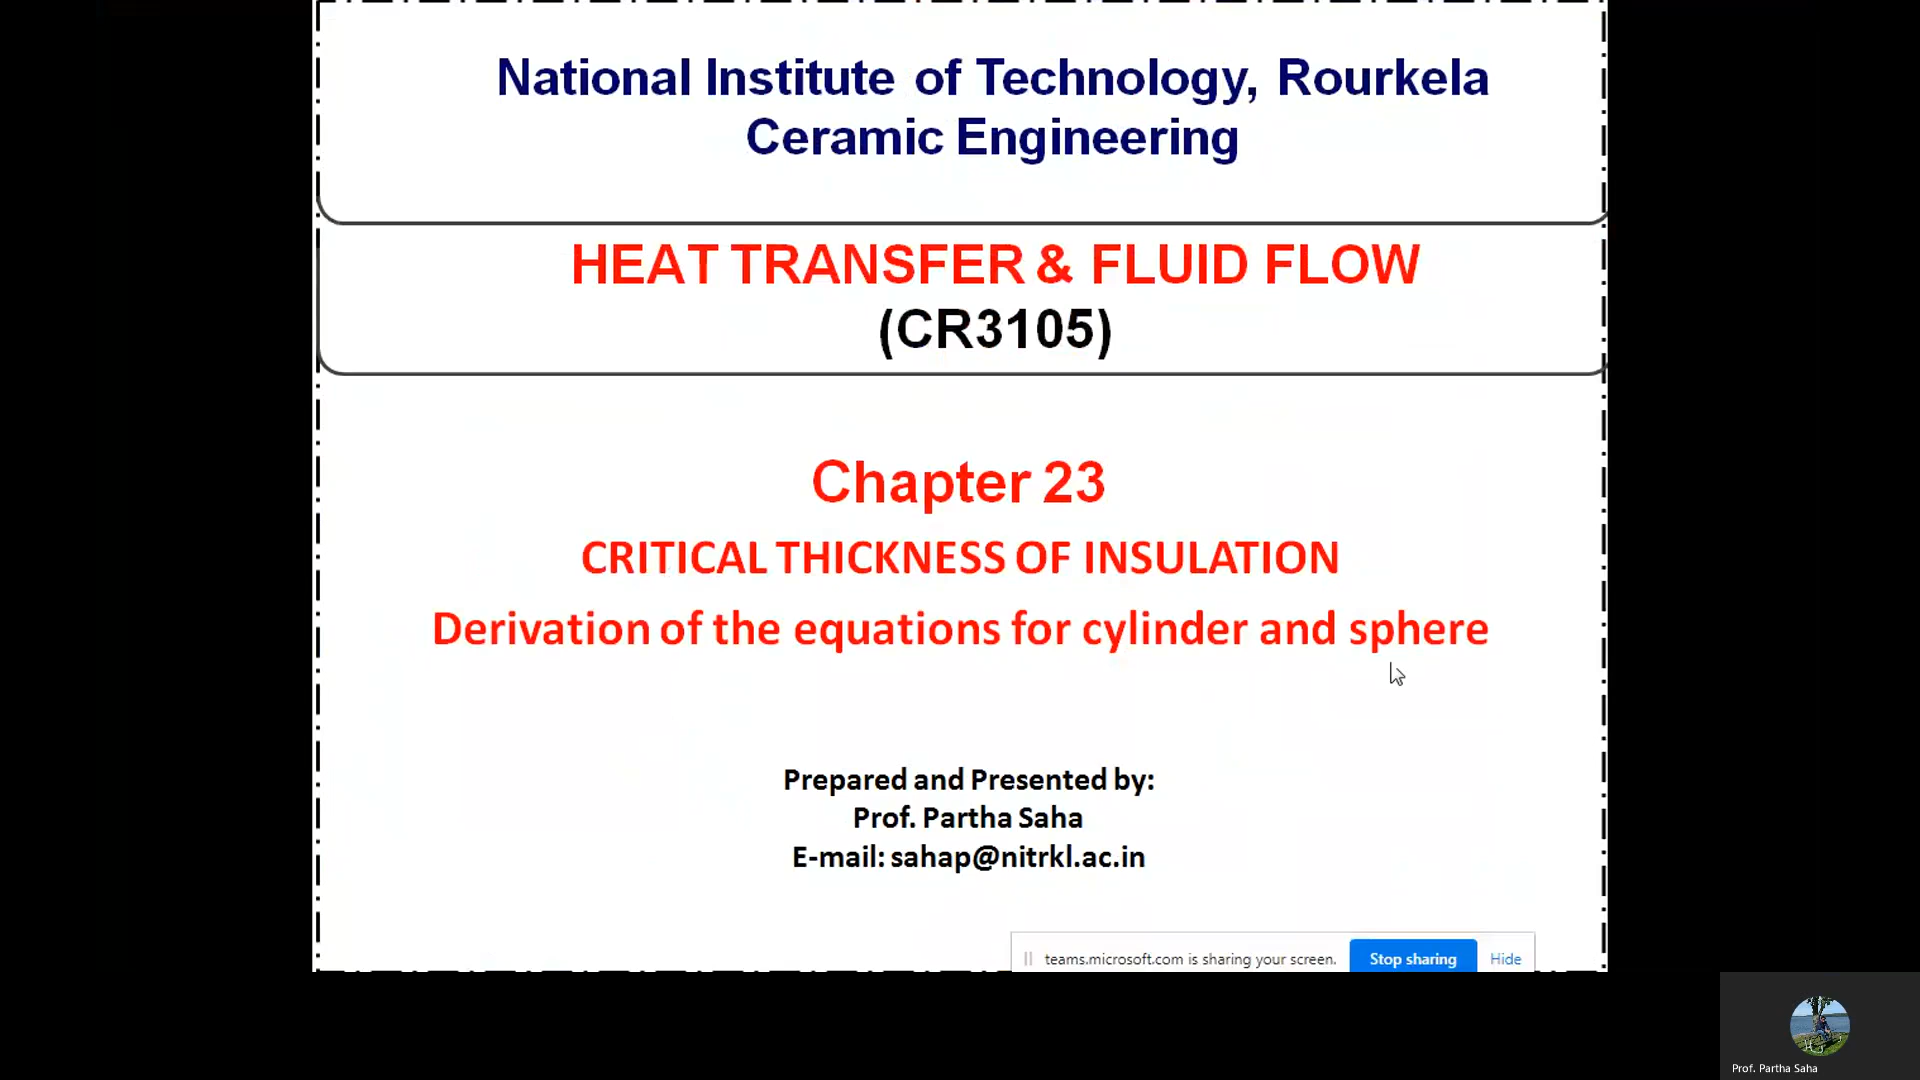 National Institute of Technology, Rourkela
Ceramic Engineering
HEAT TRANSFER & FLUID FLOW
(CR3105)
Chapter 23
CRITICAL THICKNESS OF INSULATION
Derivation of the equations for cylinder and sphere
Prepared and Presented by:
Prof. Partha Saha
E-mail: sahap@nitrkl.ac.in
teams.microsoft.com is sharing your screen. Stop sharing Hide
Prof. Partha Saha